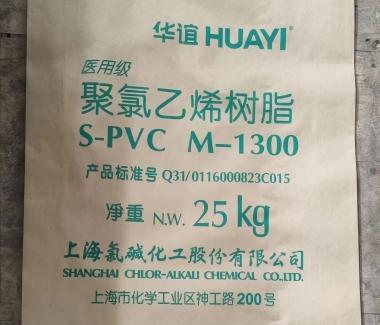 华谊 HUAYI
医用级
聚氯乙烯树脂
S-PVC M-1300
产品标准号 Q31/0116000823C015
净重 N.W. 25kg
上海氯碱化工股份有限公司
SHANGHAI CHLOR-ALKALI CHEMICAL CO.,LTD.
上海市化学工业区神工路200号